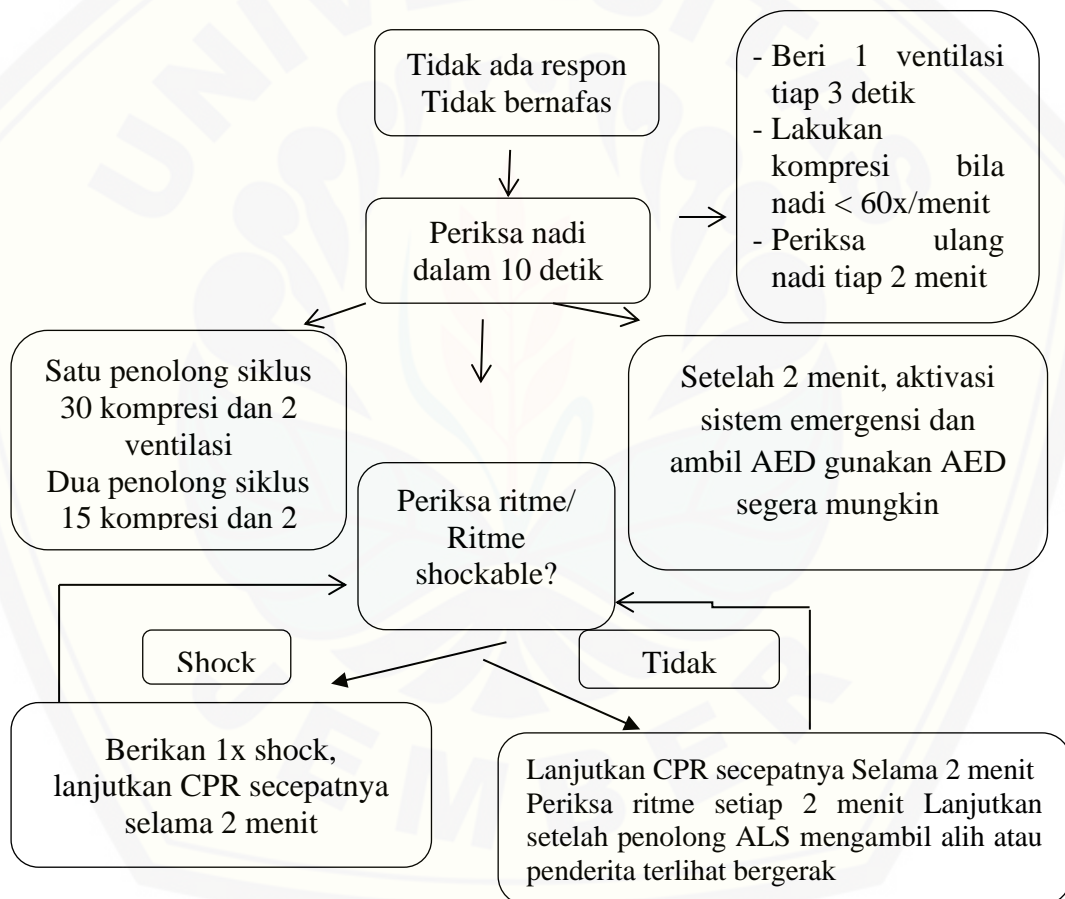 Tidak ada respon
Tidak bernafas
- Beri 1 ventilasi
tiap 3 detik
- Lakukan
kompresi bila
nadi < 60x/menit
- Periksa ulang
nadi tiap 2 menit
Periksa nadi
dalam 10 detik
Satu penolong siklus
30 kompresi dan 2
ventilasi
Dua penolong siklus
15 kompresi dan 2
Setelah 2 menit, aktivasi
sistem emergensi dan
ambil AED gunakan AED
segera mungkin
Periksa ritme/
Ritme
shockable?
Shock
Tidak
Berikan 1x shock,
lanjutkan CPR secepatnya
selama 2 menit
Lanjutkan CPR secepatnya Selama 2 menit
Periksa ritme setiap 2 menit Lanjutkan
setelah penolong ALS mengambil alih atau
penderita terlihat bergerak